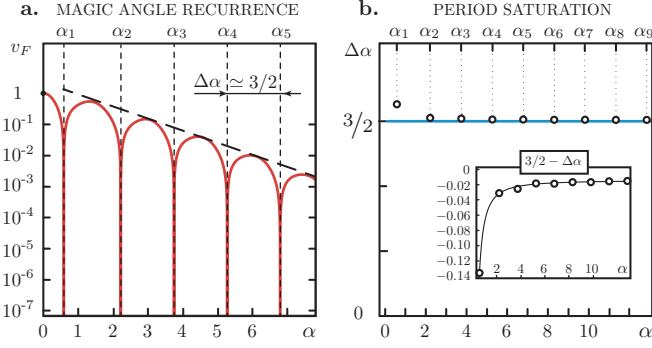 a. MAGIC ANGLE RECURRENCE
α1 α2 α3 α4 α5
vF
Δα ≃ 3/2
1
10-1
10-2
10-3
10-4
10-5
10-6
10-7
0 1 2 3 4 5 6 α
b. PERIOD SATURATION
α1 α2 α3 α4 α5 α6 α7 α8 α9
Δα
3/2
3/2 – Δα
0
−0.02
−0.04
−0.06
−0.08
−0.10
−0.12
−0.14
2 4 6 8 10 α
0
0 2 4 6 8 10 α